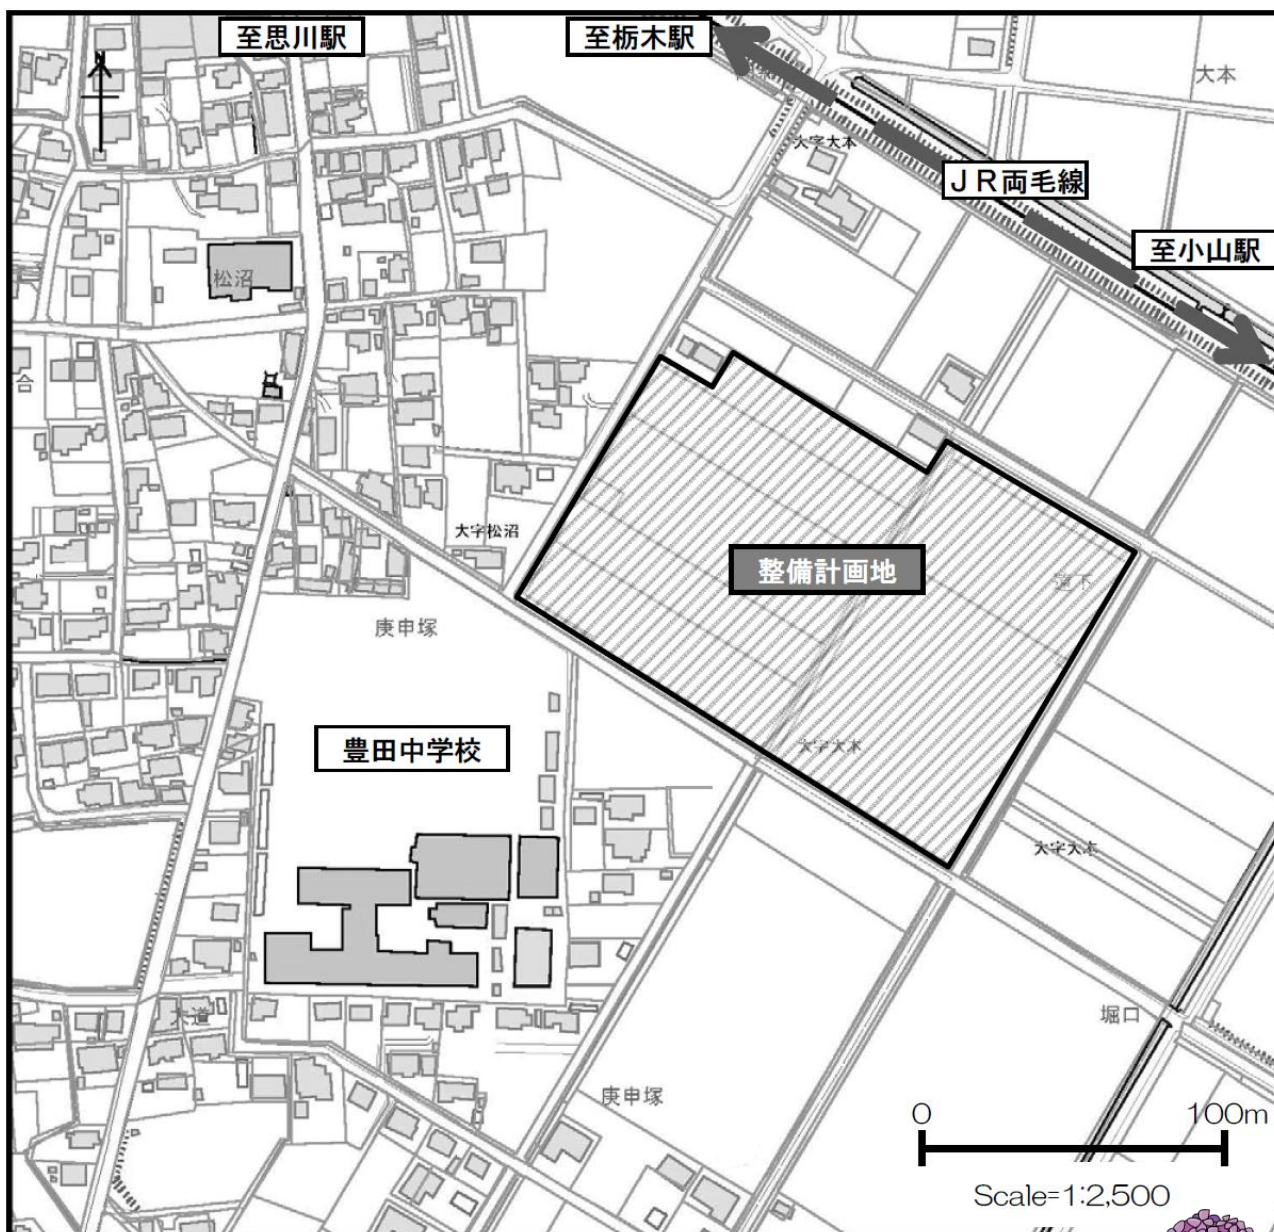 至思川駅
至栃木駅
N
大本
大字大本
JR両毛線
至小山駅
松沼
合
大字松沼
整備計画地
庚申塚
豊田中学校
大字大本
大字大本
堀口
大道
庚申塚
0 100m
Scale=1:2,500